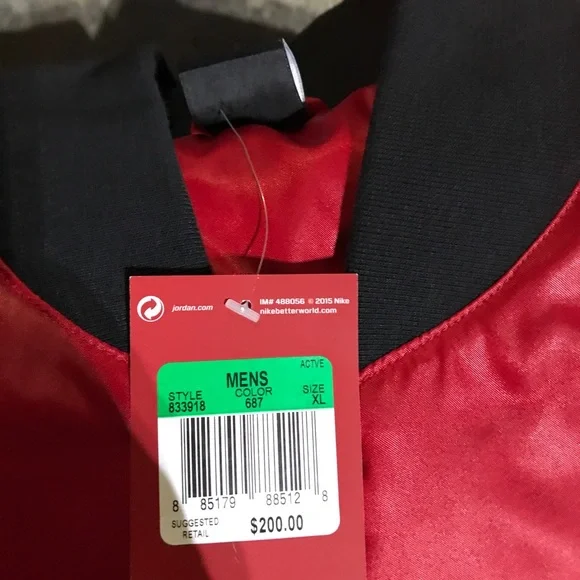 jordan.com
IM# 488056 © 2015 Nike
nikebetterworld.com
ACTVE
MENS
STYLE COLOR SIZE
833918 687 XL
8 85179 88512 8
SUGGESTED
RETAIL $200.00